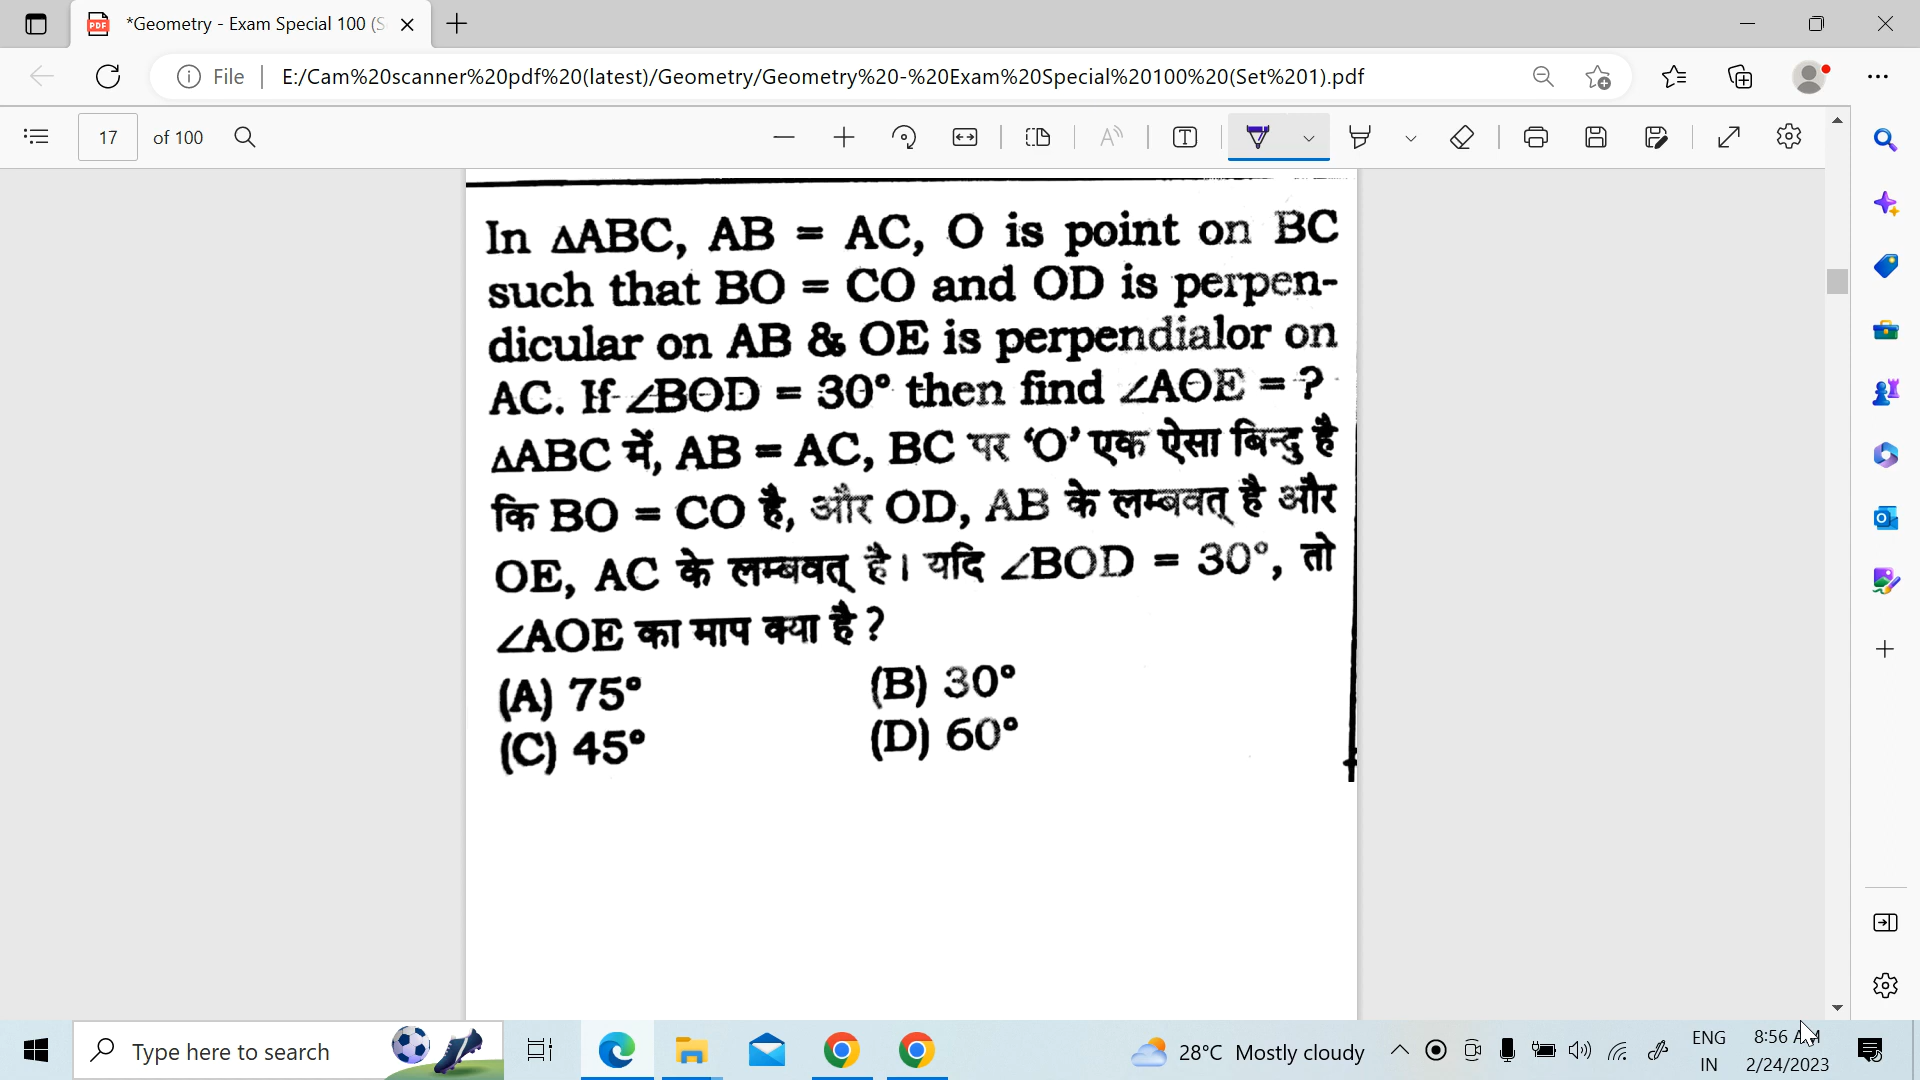 *Geometry - Exam Special 100 (S
File
E:/Cam%20scanner%20pdf%20(latest)/Geometry/Geometry%20-%20Exam%20Special%20100%20(Set%201).pdf
17 of 100
In ΔABC, AB = AC, O is point on BC
such that BO = CO and OD is perpen-
dicular on AB & OE is perpendialor on
AC. If ∠BOD = 30° then find ∠AOE = ?
ΔABC में, AB = AC, BC पर 'O' एक ऐसा बिन्दु है
कि BO = CO है, और OD, AB के लम्बवत् है और
OE, AC के लम्बवत् है। यदि ∠BOD = 30°, तो
∠AOE का माप क्या है ?
(A) 75° (B) 30°
(C) 45° (D) 60°
Type here to search
28°C Mostly cloudy
ENG 8:56 AM
IN 2/24/2023